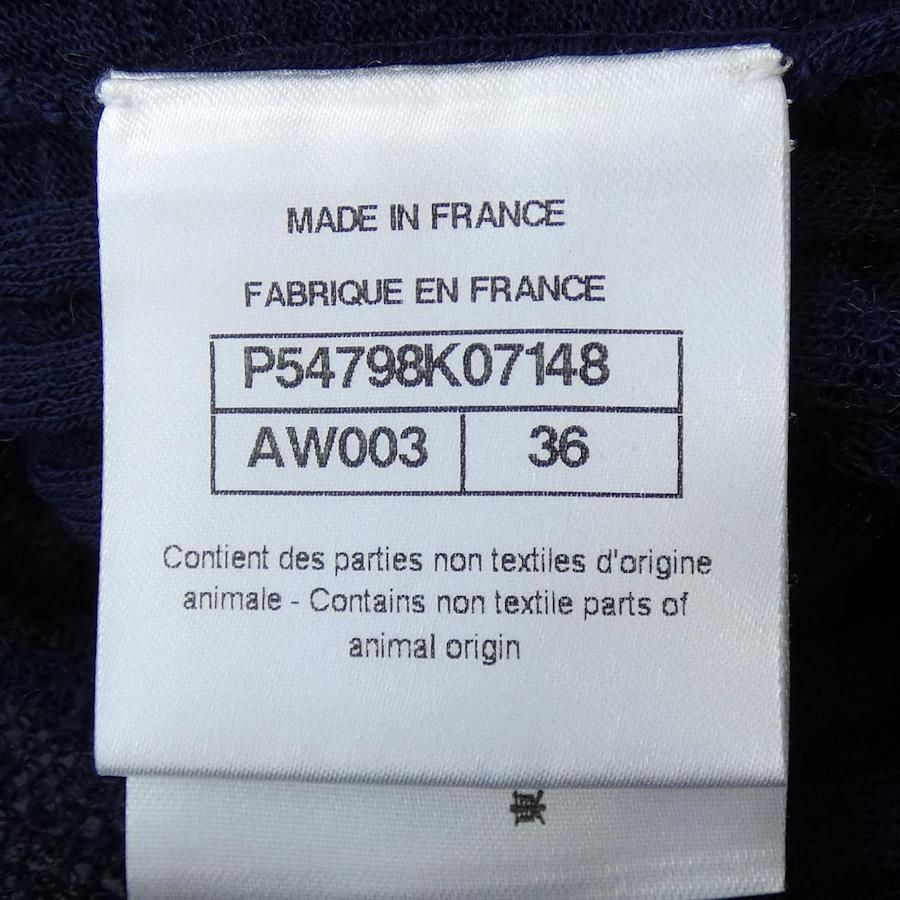 MADE IN FRANCE
FABRIQUE EN FRANCE
P54798K07148
AW003 36
Contient des parties non textiles d'origine
animale - Contains non textile parts of
animal origin